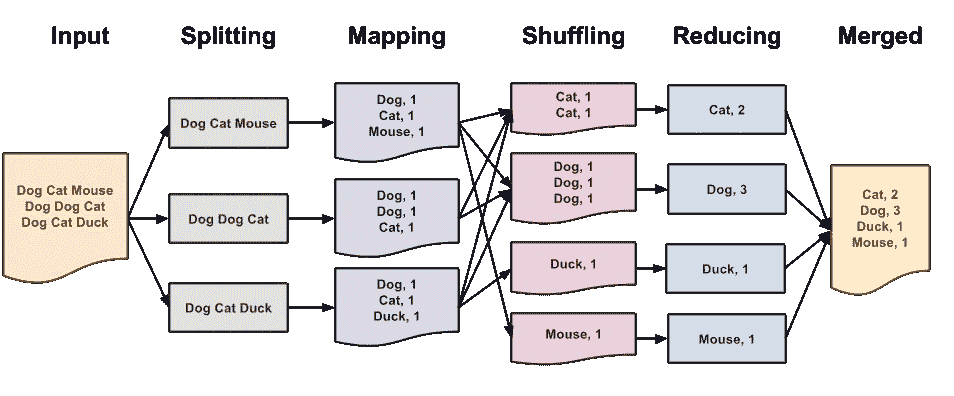 Input
Splitting
Mapping
Shuffling
Reducing
Merged
Dog Cat Mouse
Dog Dog Cat
Dog Cat Duck
Dog Cat Mouse
Dog Dog Cat
Dog Cat Duck
Dog, 1
Cat, 1
Mouse, 1
Dog, 1
Dog, 1
Cat, 1
Dog, 1
Cat, 1
Duck, 1
Cat, 1
Cat, 1
Dog, 1
Dog, 1
Dog, 1
Duck, 1
Mouse, 1
Cat, 2
Dog, 3
Duck, 1
Mouse, 1
Cat, 2
Dog, 3
Duck, 1
Mouse, 1